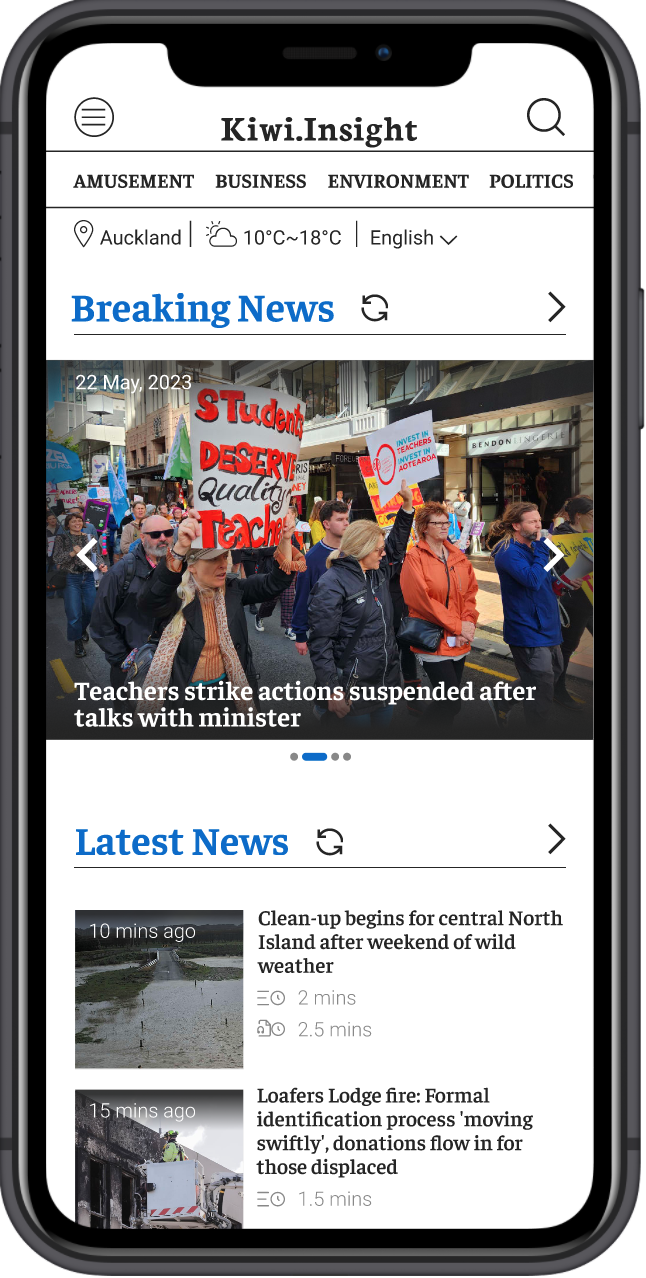 Kiwi.Insight
AMUSEMENT BUSINESS ENVIRONMENT POLITICS
Auckland | 10°C~18°C | English
Breaking News
22 May, 2023
STudents
DESERVE
Quality
Teache
INVEST IN
TEACHERS
INVEST IN
AOTEAROA
BENDON LINGERIE
Teachers strike actions suspended after
talks with minister
Latest News
10 mins ago
Clean-up begins for central North
Island after weekend of wild
weather
2 mins
2.5 mins
15 mins ago
Loafers Lodge fire: Formal
identification process 'moving
swiftly', donations flow in for
those displaced
1.5 mins